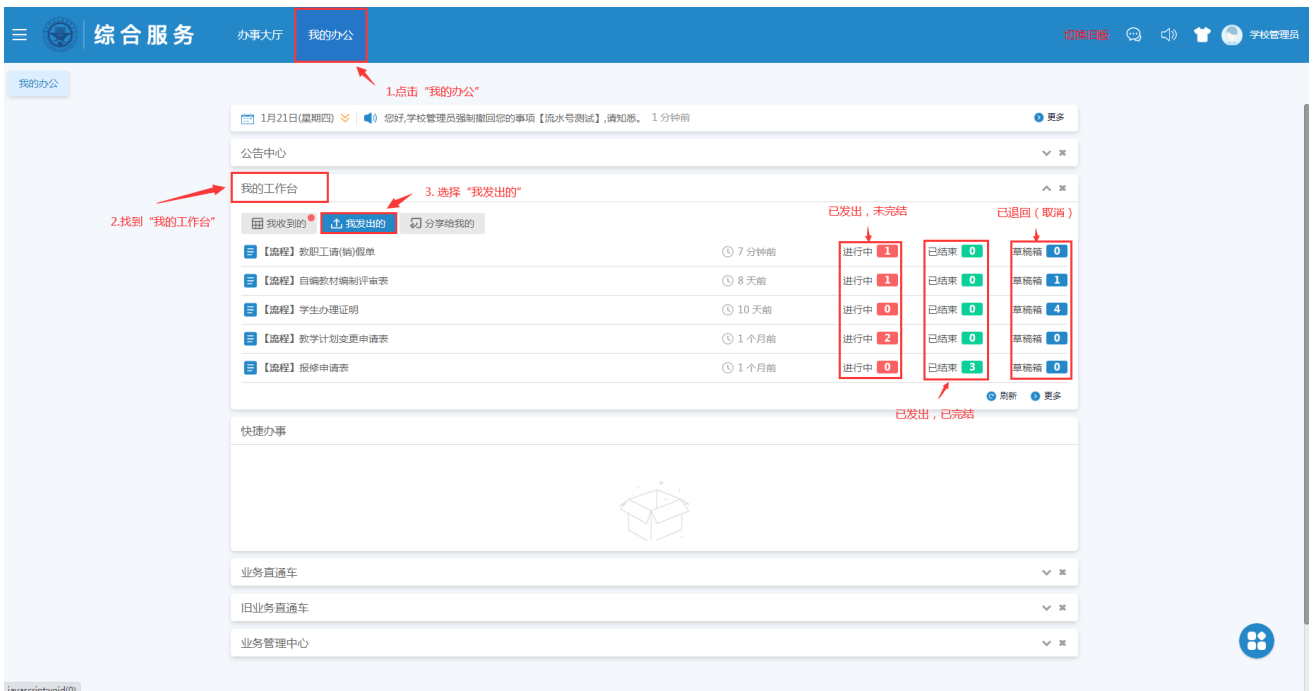 综合服务 办事大厅 我的办公 切换旧版 学校管理员
我的办公
1.点击“我的办公”
1月21日(星期四) 您好,学校管理员强制撤回您的事项【流水号测试】,请知悉。 1 分钟前 更多
公告中心
我的工作台
2.找到“我的工作台”
3. 选择“我发出的“
已发出，未完结 已退回（取消）
我收到的 我发出的 分享给我的
【流程】教职工请(销)假单 7 分钟前 进行中 1 已结束 0 草稿箱 0
【流程】自编教材编制评审表 8 天前 进行中 1 已结束 0 草稿箱 1
【流程】学生办理证明 10 天前 进行中 0 已结束 0 草稿箱 4
【流程】教学计划变更申请表 1 个月前 进行中 2 已结束 0 草稿箱 0
【流程】报修申请表 1 个月前 进行中 0 已结束 3 草稿箱 0
刷新 更多
已发出，已完结
快捷办事
业务直通车
旧业务直通车
业务管理中心
javascript:void(0)